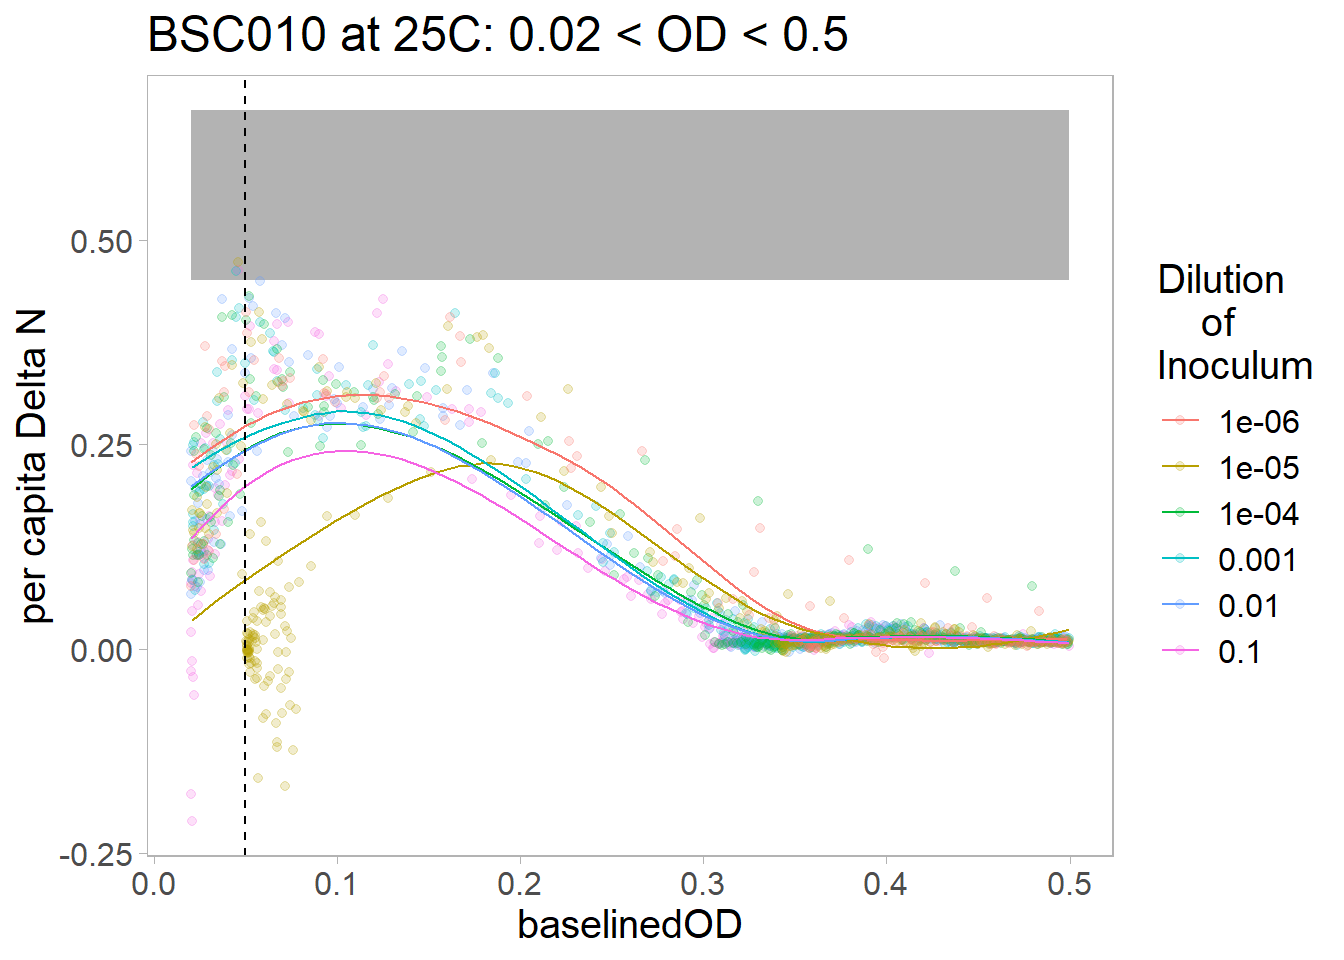 BSC010 at 25C: 0.02 < OD < 0.5
per capita Delta N
0.50
0.25
0.00
-0.25
0.0 0.1 0.2 0.3 0.4 0.5
baselinedOD
Dilution
of
Inoculum
1e-06
1e-05
1e-04
0.001
0.01
0.1